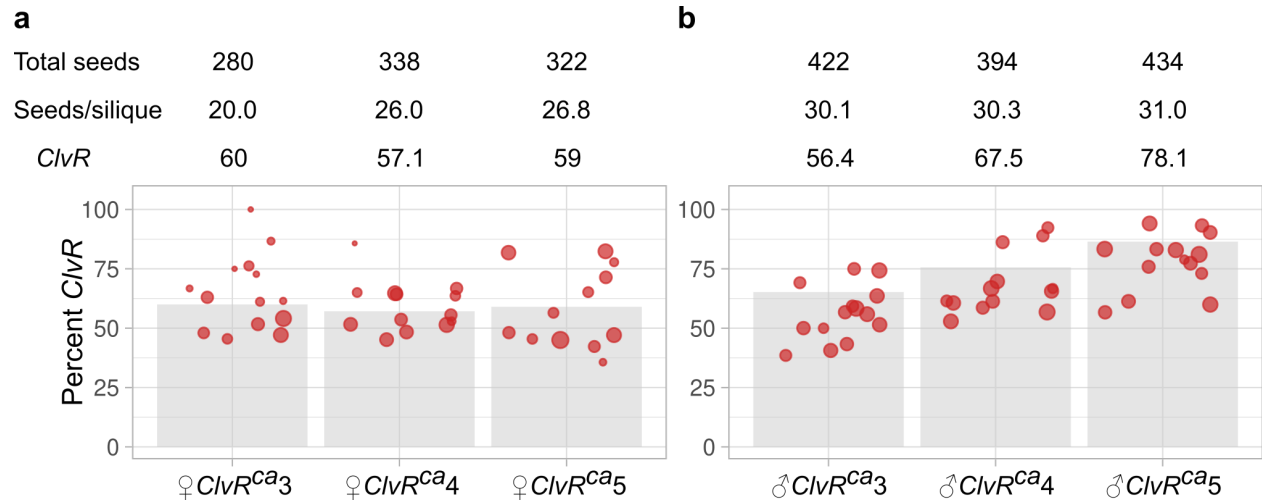 a
Total seeds 280 338 322
Seeds/silique 20.0 26.0 26.8
ClvR 60 57.1 59
100
75
50
25
0
Percent ClvR
♀ClvRca3 ♀ClvRca4 ♀ClvRca5
b
422 394 434
30.1 30.3 31.0
56.4 67.5 78.1
100
75
50
25
0
♂ClvRca3 ♂ClvRca4 ♂ClvRca5